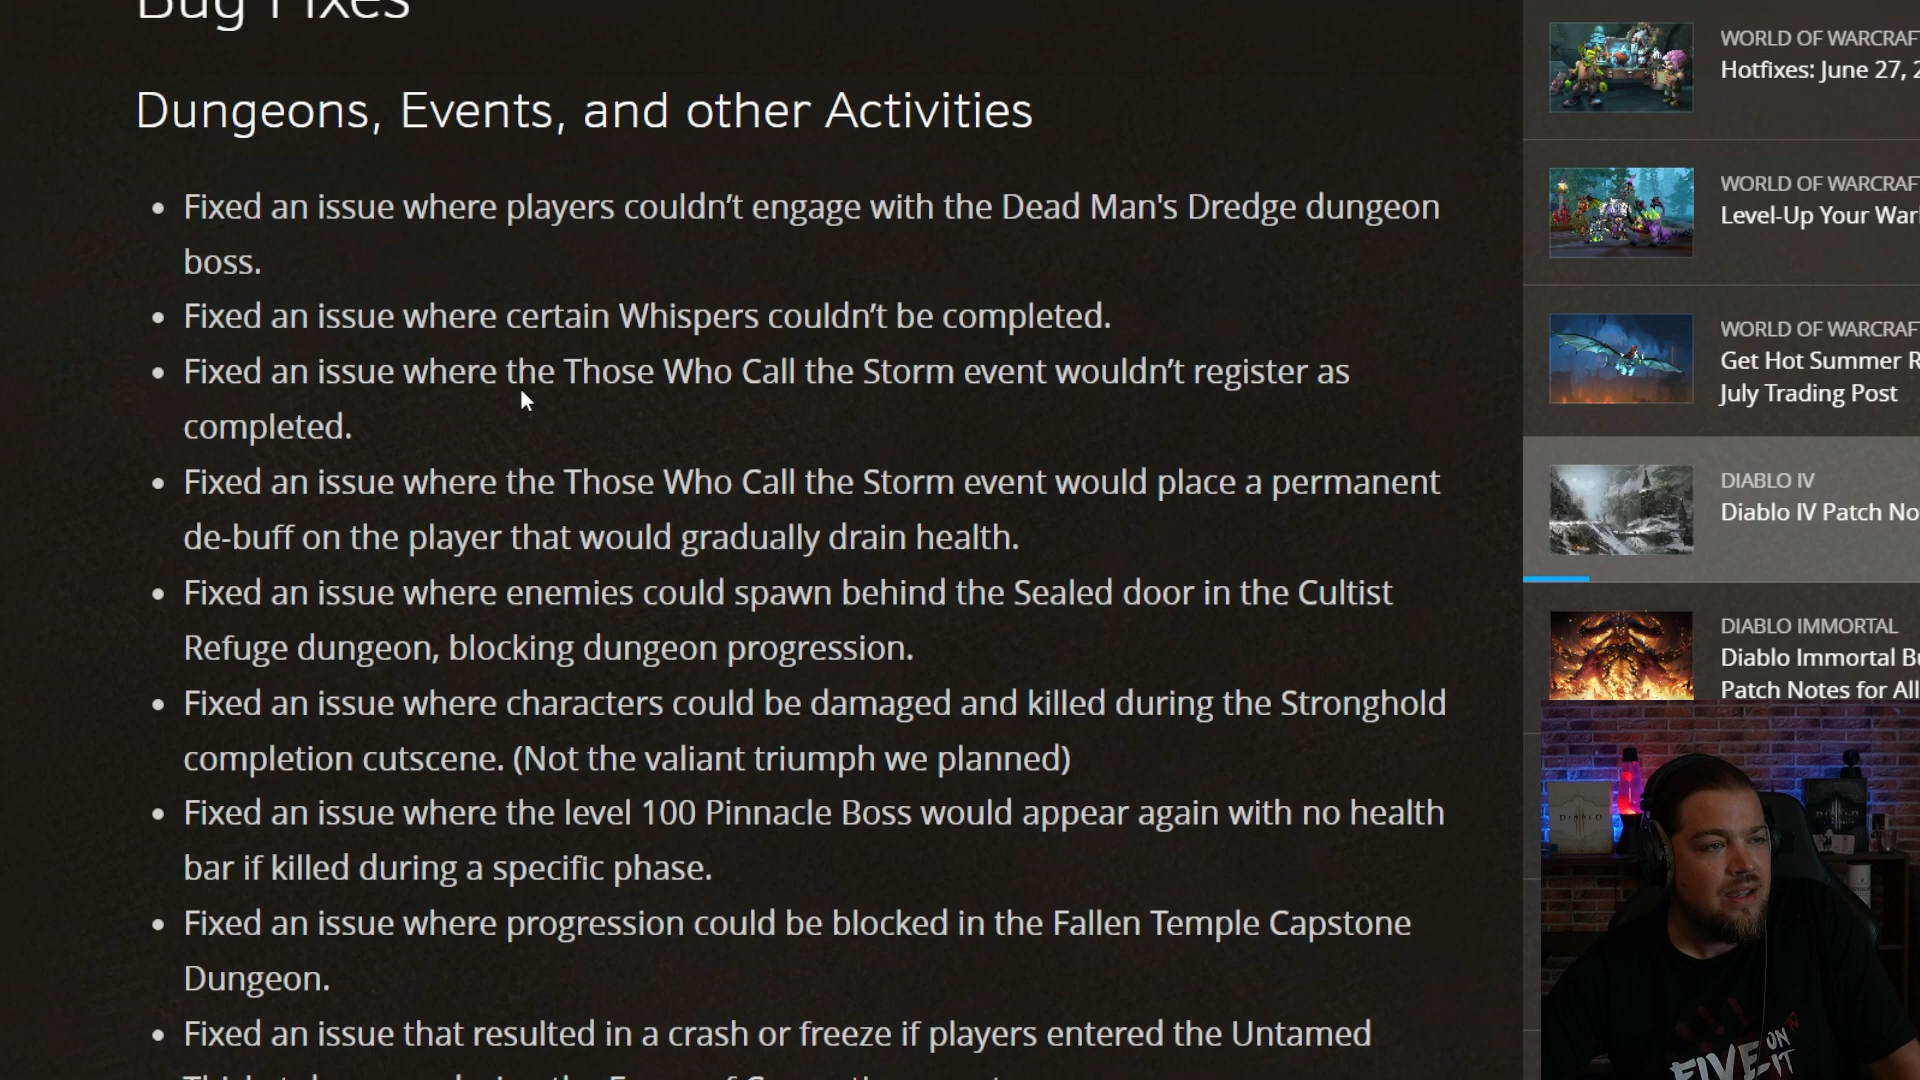 Bug Fixes
Dungeons, Events, and other Activities
Fixed an issue where players couldn’t engage with the Dead Man's Dredge dungeon
boss.
Fixed an issue where certain Whispers couldn’t be completed.
Fixed an issue where the Those Who Call the Storm event wouldn’t register as
completed.
Fixed an issue where the Those Who Call the Storm event would place a permanent
de-buff on the player that would gradually drain health.
Fixed an issue where enemies could spawn behind the Sealed door in the Cultist
Refuge dungeon, blocking dungeon progression.
Fixed an issue where characters could be damaged and killed during the Stronghold
completion cutscene. (Not the valiant triumph we planned)
Fixed an issue where the level 100 Pinnacle Boss would appear again with no health
bar if killed during a specific phase.
Fixed an issue where progression could be blocked in the Fallen Temple Capstone
Dungeon.
Fixed an issue that resulted in a crash or freeze if players entered the Untamed
WORLD OF WARCRAF
Hotfixes: June 27, 2
WORLD OF WARCRAF
Level-Up Your War
WORLD OF WARCRAF
Get Hot Summer R
July Trading Post
DIABLO IV
Diablo IV Patch No
DIABLO IMMORTAL
Diablo Immortal Bu
Patch Notes for All
DIABLO
DIABLO
FIVE ON IT